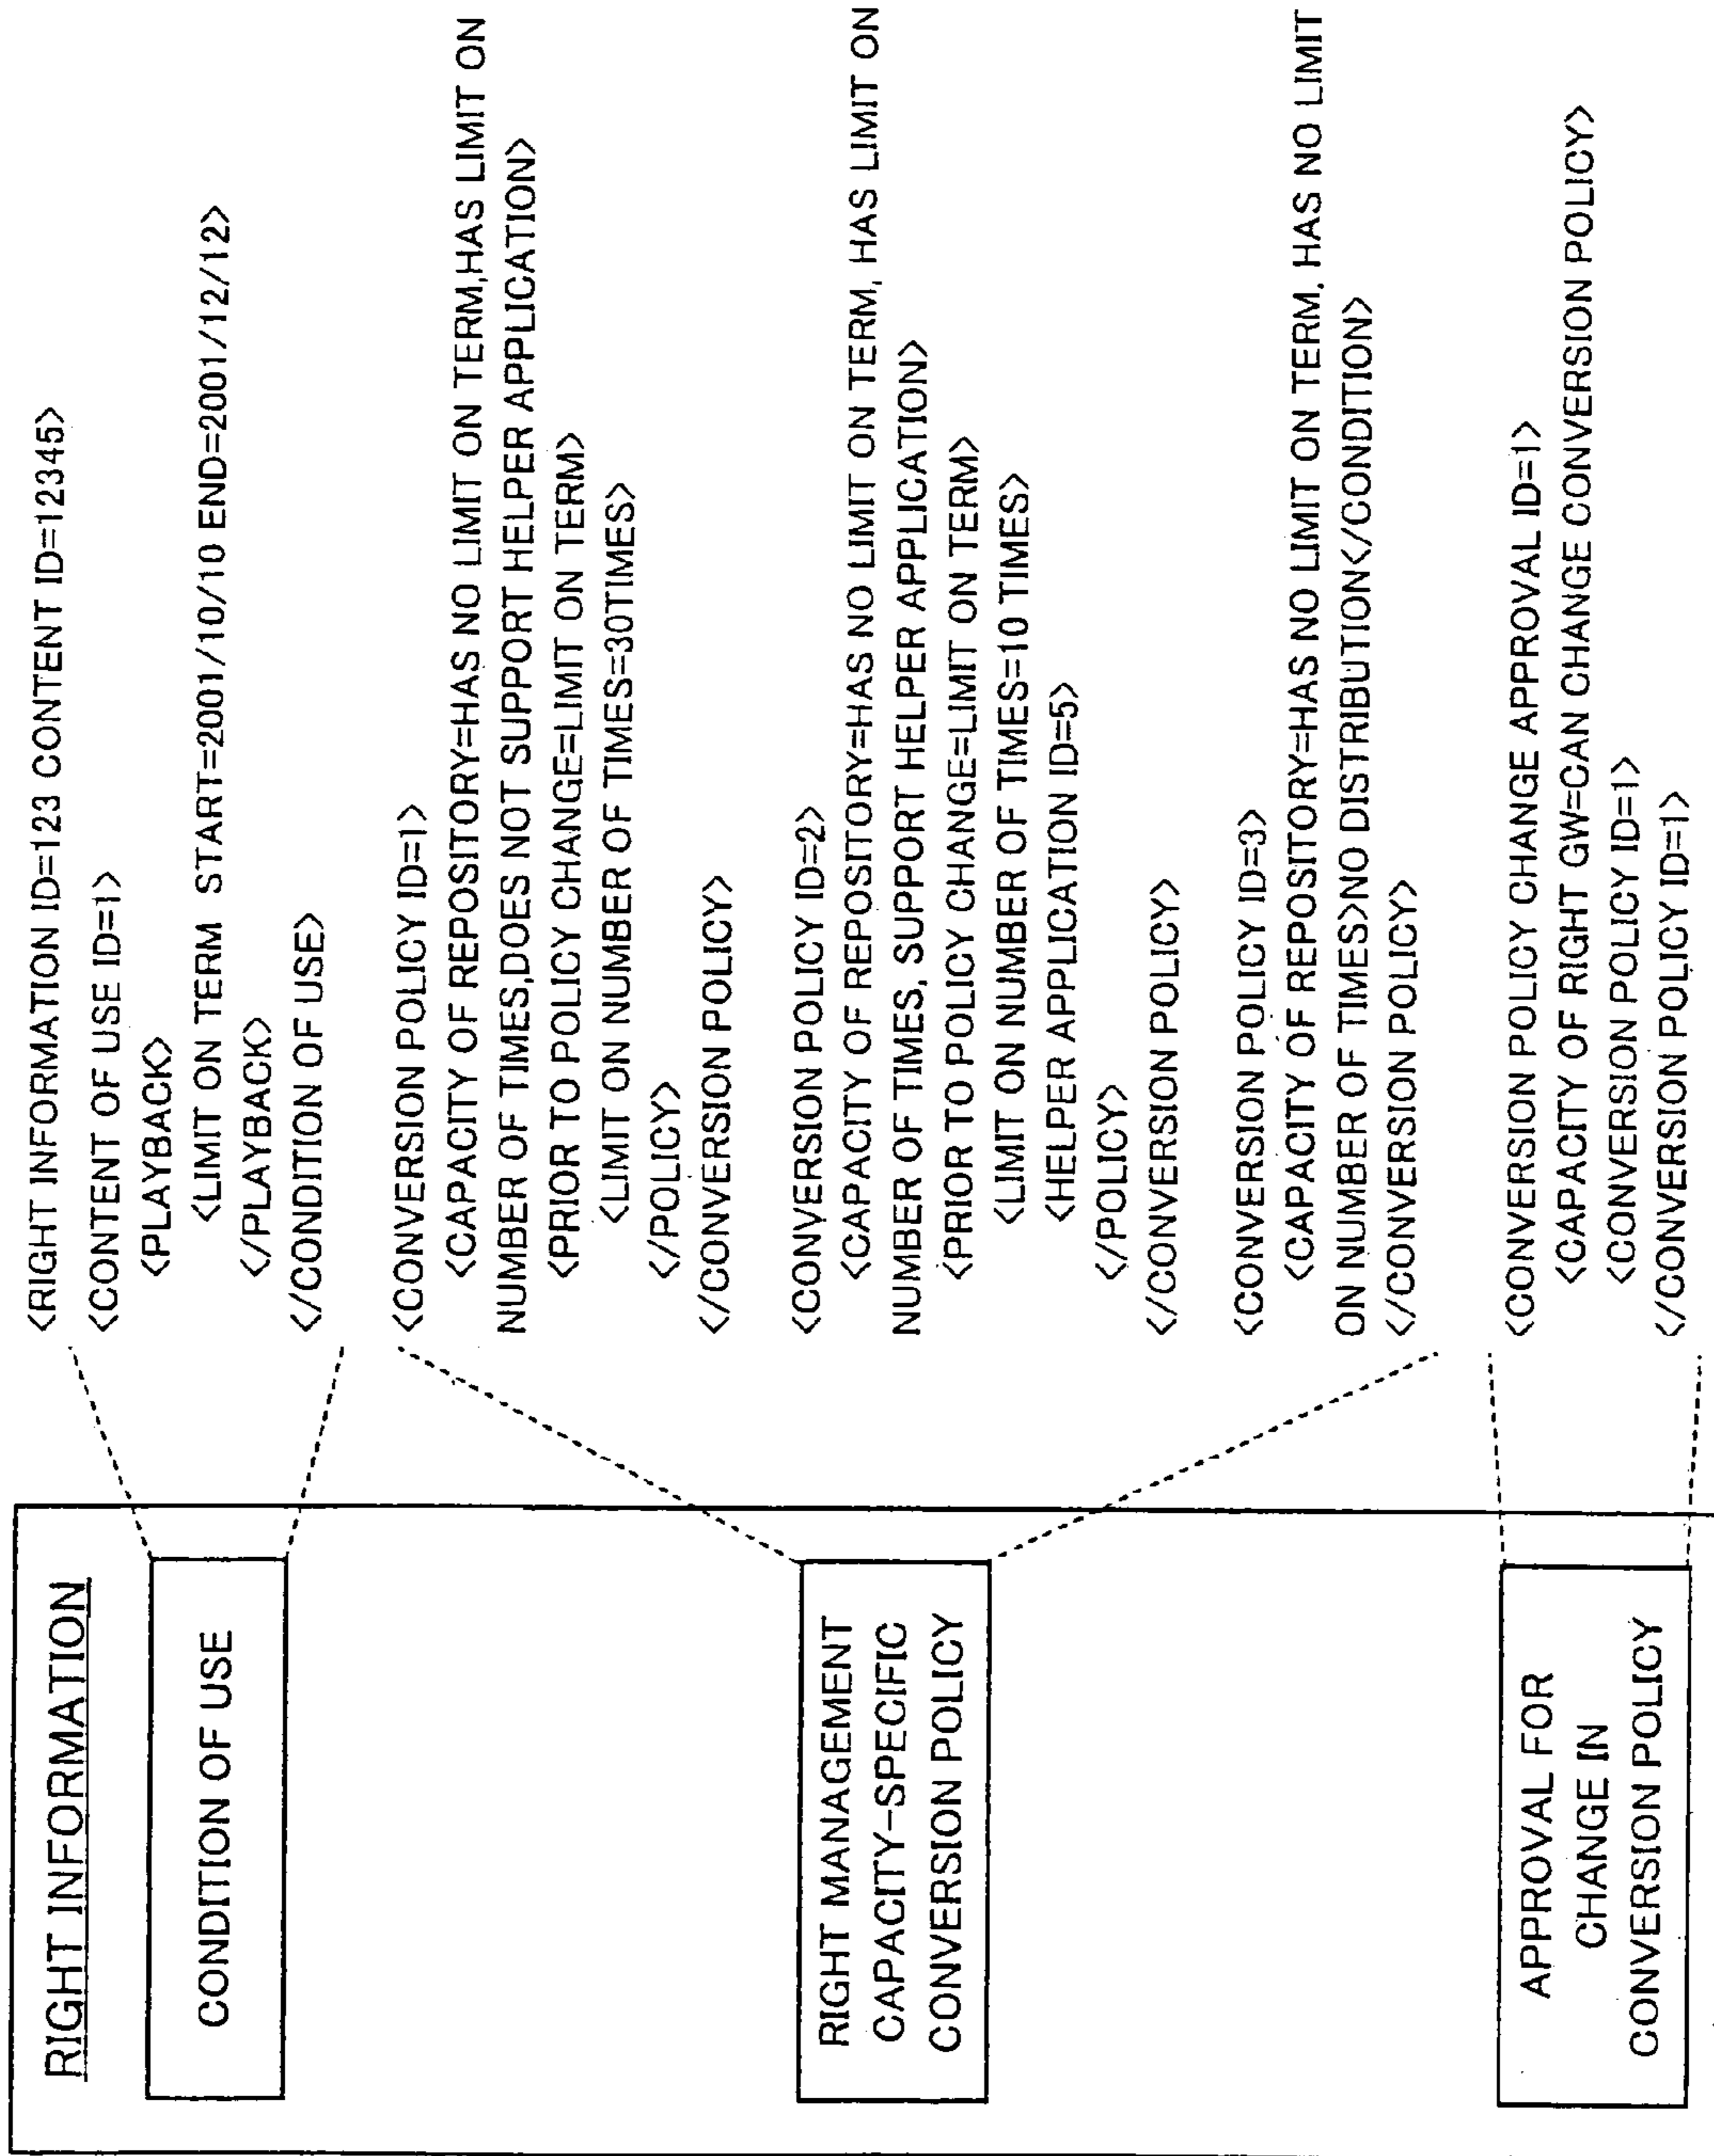 RIGHT INFORMATION
CONDITION OF USE
RIGHT MANAGEMENT
CAPACITY-SPECIFIC
CONVERSION POLICY
APPROVAL FOR
CHANGE IN
CONVERSION POLICY
<RIGHT INFORMATION ID=123 CONTENT ID=12345>
<CONTENT OF USE ID=1>
<PLAYBACK>
<LIMIT ON TERM START=2001/10/10 END=2001/12/12>
</PLAYBACK>
</CONDITION OF USE>
<CONVERSION POLICY ID=1>
<CAPACITY OF REPOSITORY=HAS NO LIMIT ON TERM,HAS LIMIT ON
NUMBER OF TIMES,DOES NOT SUPPORT HELPER APPLICATION>
<PRIOR TO POLICY CHANGE=LIMIT ON TERM>
<LIMIT ON NUMBER OF TIMES=30TIMES>
</POLICY>
</CONVERSION POLICY>
<CONVERSION POLICY ID=2>
<CAPACITY OF REPOSITORY=HAS NO LIMIT ON TERM, HAS LIMIT ON
NUMBER OF TIMES, SUPPORT HELPER APPLICATION>
<PRIOR TO POLICY CHANGE=LIMIT ON TERM>
<LIMIT ON NUMBER OF TIMES=10 TIMES>
<HELPER APPLICATION ID=5>
</POLICY>
</CONVERSION POLICY>
<CONVERSION POLICY ID=3>
<CAPACITY OF REPOSITORY=HAS NO LIMIT ON TERM, HAS NO LIMIT
ON NUMBER OF TIMES>NO DISTRIBUTION</CONDITION>
</CONVERSION POLICY>
<CONVERSION POLICY CHANGE APPROVAL ID=1>
<CAPACITY OF RIGHT GW=CAN CHANGE CONVERSION POLICY>
<CONVERSION POLICY ID=1>
</CONVERSION POLICY ID=1>